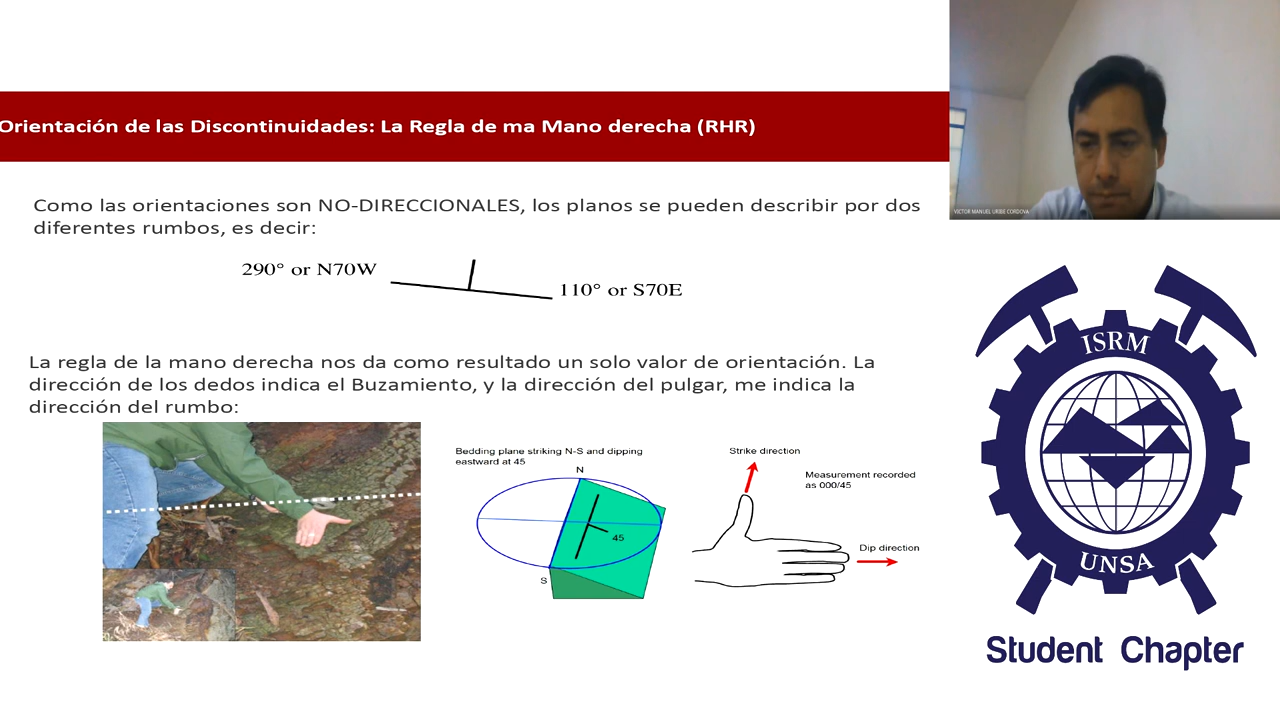 Orientación de las Discontinuidades: La Regla de ma Mano derecha (RHR)
VICTOR MANUEL URIBE CORDOVA
Como las orientaciones son NO-DIRECCIONALES, los planos se pueden describir por dos
diferentes rumbos, es decir:
290° or N70W
110° or S70E
La regla de la mano derecha nos da como resultado un solo valor de orientación. La
dirección de los dedos indica el Buzamiento, y la dirección del pulgar, me indica la
dirección del rumbo:
Bedding plane striking N-S and dipping
eastward at 45
N
45
S
Strike direction
Measurement recorded
as 000/45
Dip direction
ISRM
UNSA
Student Chapter